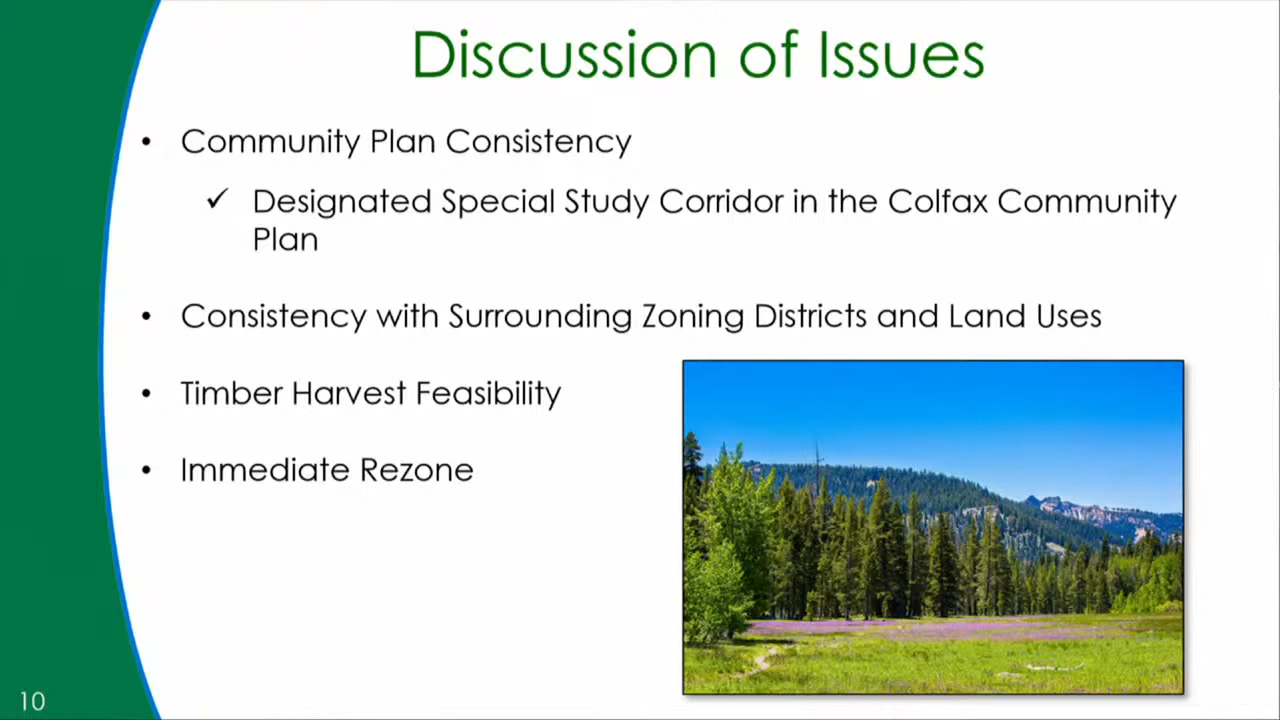 Discussion of Issues
• Community Plan Consistency
✓ Designated Special Study Corridor in the Colfax Community
Plan
• Consistency with Surrounding Zoning Districts and Land Uses
• Timber Harvest Feasibility
• Immediate Rezone
10